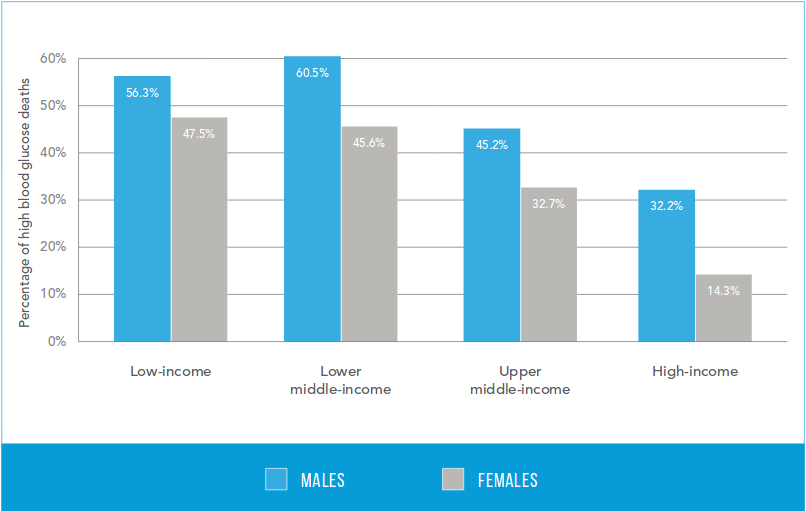 Percentage of high blood glucose deaths
60%
50%
40%
30%
20%
10%
0%
56.3%
47.5%
60.5%
45.6%
45.2%
32.7%
32.2%
14.3%
Low-income
Lower
middle-income
Upper
middle-income
High-income
MALES
FEMALES